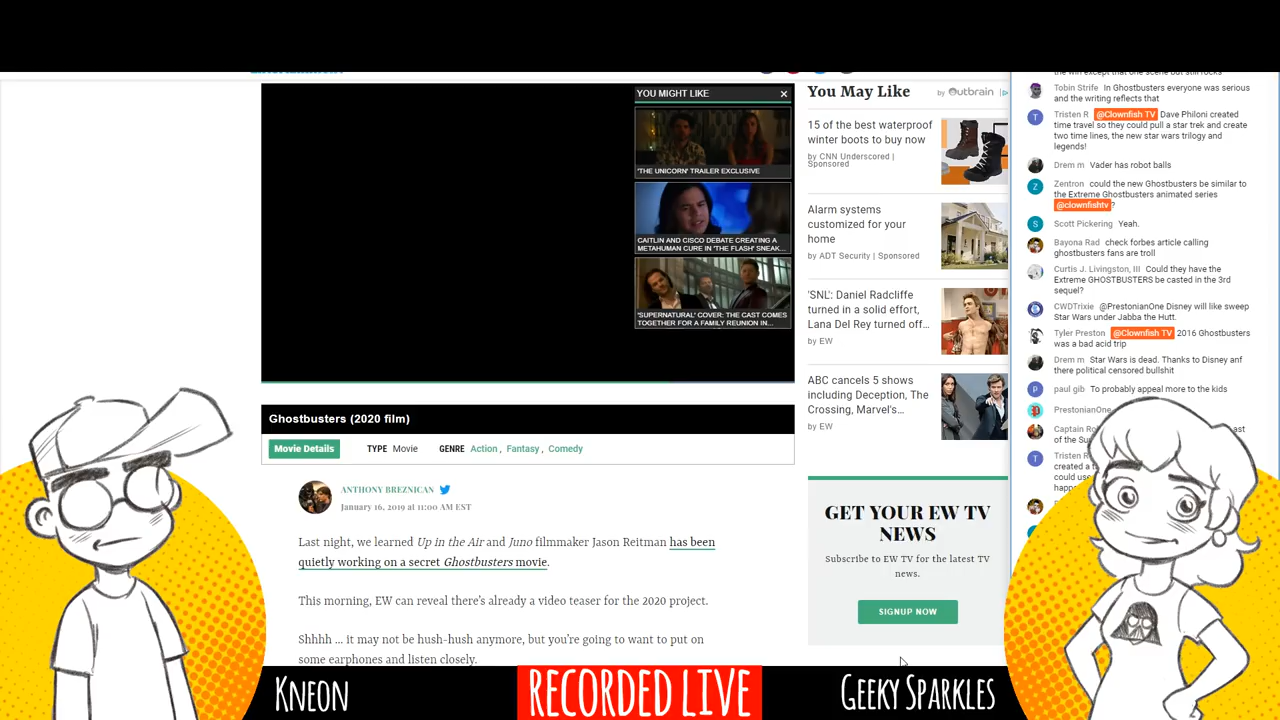 YOU MIGHT LIKE
'THE UNICORN' TRAILER EXCLUSIVE
CAITLIN AND CISCO DEBATE CREATING A
METAHUMAN CURE IN 'THE FLASH' SNEAK...
'SUPERNATURAL' COVER: THE CAST COMES
TOGETHER FOR A FAMILY REUNION IN...
Ghostbusters (2020 film)
Movie Details TYPE Movie GENRE Action, Fantasy, Comedy
ANTHONY BREZNICAN
January 16, 2019 at 11:00 AM EST
Last night, we learned Up in the Air and Juno filmmaker Jason Reitman has been
quietly working on a secret Ghostbusters movie.
This morning, EW can reveal there's already a video teaser for the 2020 project.
Shhhh ... it may not be hush-hush anymore, but you're going to want to put on
some earphones and listen closely.
You May Like by Outbrain
15 of the best waterproof
winter boots to buy now
by CNN Underscored |
Sponsored
Alarm systems
customized for your
home
by ADT Security | Sponsored
'SNL': Daniel Radcliffe
turned in a solid effort,
Lana Del Rey turned off...
by EW
ABC cancels 5 shows
including Deception, The
Crossing, Marvel's...
by EW
GET YOUR EW TV
NEWS
Subscribe to EW TV for the latest TV
news.
SIGNUP NOW
the win except that one scene but still rocks
Tobin Strife In Ghostbusters everyone was serious
and the writing reflects that
Tristen R @Clownfish TV Dave Philoni created
time travel so they could pull a star trek and create
two time lines, the new star wars trilogy and
legends!
Drem m Vader has robot balls
Zentron could the new Ghostbusters be similar to
the Extreme Ghostbusters animated series
@clownfishtv ?
Scott Pickering Yeah.
Bayona Rad check forbes article calling
ghostbusters fans are troll
Curtis J. Livingston, III Could they have the
Extreme GHOSTBUSTERS be casted in the 3rd
sequel?
CWDTrixie @PrestonianOne Disney will like sweep
Star Wars under Jabba the Hutt.
Tyler Preston @Clownfish TV 2016 Ghostbusters
was a bad acid trip
Drem m Star Wars is dead. Thanks to Disney anf
there political censored bullshit
paul gib To probably appeal more to the kids
PrestonianOne
Captain
of the
Tristen R
created a
could use
KNEON
RECORDED LIVE
GEEKY SPARKLES